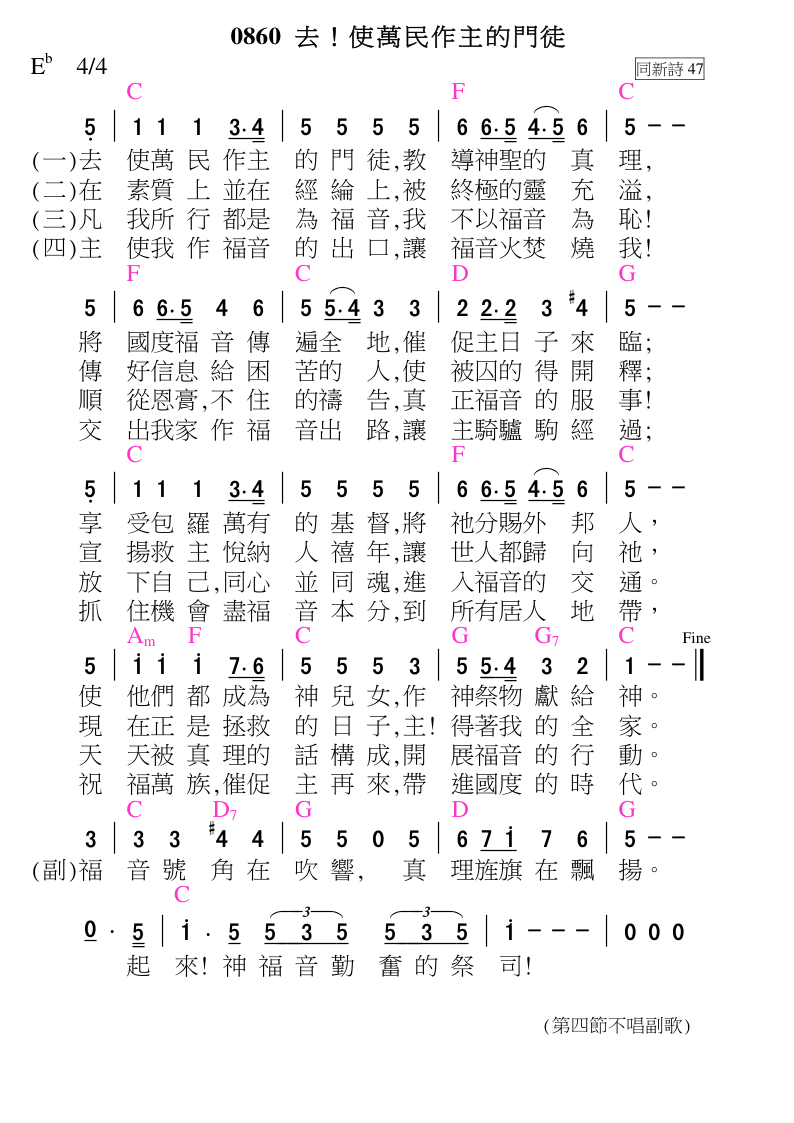 0860 去！使萬民作主的門徒
E♭ 4/4
同新詩 47
C F C
5 | 1 1 1 3·4 | 5 5 5 5 | 6 6·5 4·5 6 | 5 - -
(一)去 使萬 民 作主 的 門 徒,教 導神聖的 真 理,
(二)在 素質 上 並在 經 綸 上,被 終極的靈 充 溢,
(三)凡 我所 行 都是 為 福 音,我 不以福音 為 恥!
(四)主 使我 作 福音 的 出 口,讓 福音火焚 燒 我!
F C D G
5 | 6 6·5 4 6 | 5 5·4 3 3 | 2 2·2 3 #4 | 5 - -
將 國度福 音 傳 遍全 地,催 促主日 子 來 臨;
傳 好信息 給 困 苦的 人,使 被囚的 得 開 釋;
順 從恩膏,不 住 的禱 告,真 正福音 的 服 事!
交 出我家 作 福 音出 路,讓 主騎驢 駒 經 過;
C F C
5 | 1 1 1 3·4 | 5 5 5 5 | 6 6·5 4·5 6 | 5 - -
享 受包 羅 萬有 的 基 督,將 祂分賜外 邦 人，
宣 揚救 主 悅納 人 禧 年,讓 世人都歸 向 祂，
放 下自 己,同心 並 同 魂,進 入福音的 交 通。
抓 住機 會 盡福 音 本 分,到 所有居人 地 帶，
Am F C G G7 C Fine
5 | 1 1 1 7·6 | 5 5 5 3 | 5 5·4 3 2 | 1 - - ‖
使 他們 都 成為 神 兒 女,作 神祭物 獻 給 神。
現 在正 是 拯救 的 日 子,主! 得著我 的 全 家。
天 天被 真 理的 話 構 成,開 展福音 的 行 動。
祝 福萬 族,催促 主 再 來,帶 進國度 的 時 代。
C D7 G D G
3 | 3 3 #4 4 | 5 5 0 5 | 6 7 1 7 6 | 5 - -
(副)福 音 號 角 在 吹 響, 真 理旌旗 在 飄 揚。
C
0 · 5 | 1 · 5 5 3 5 5 3 5 | 1 - - - | 0 0 0
3 3
起 來! 神 福 音 勤 奮 的 祭 司!
(第四節不唱副歌)